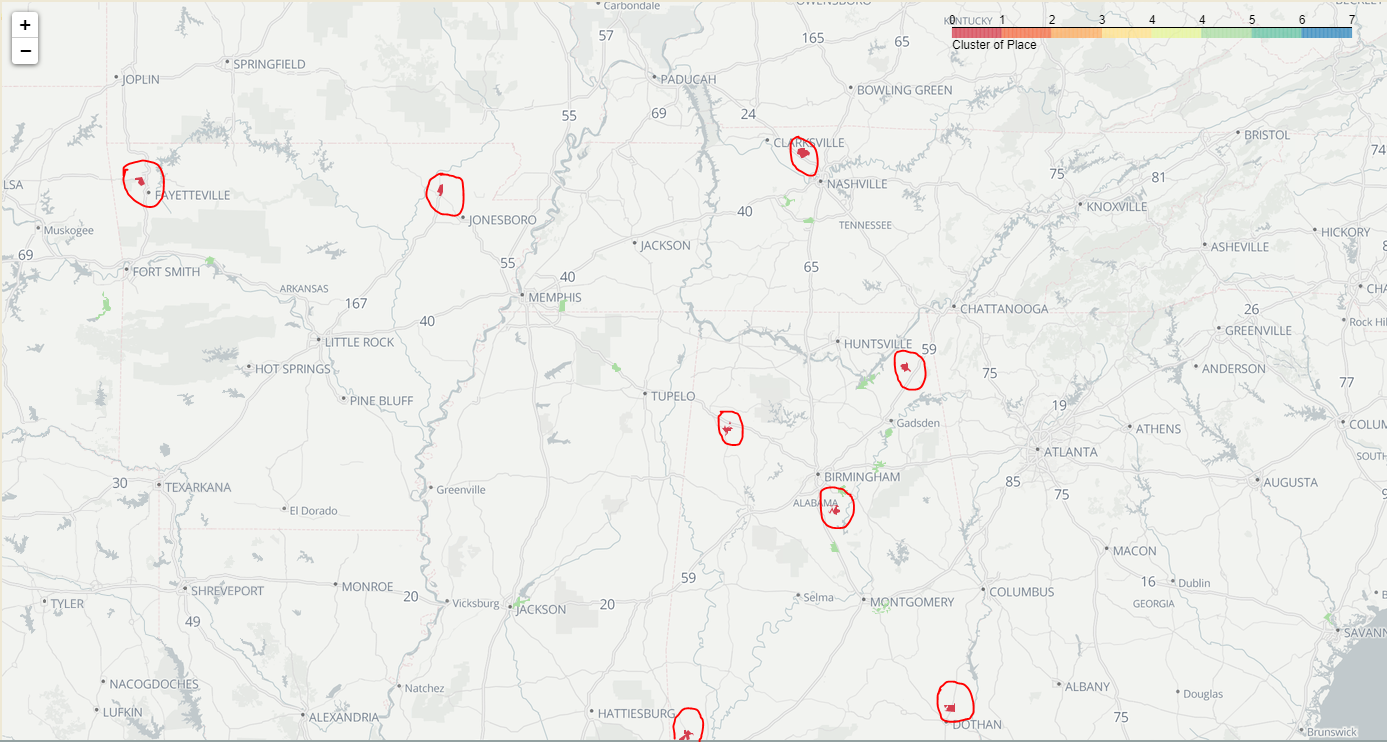 +
−
Carbondale
OWENSBORO
KENTUCKY
0 1 2 3 4 5 6 7
Cluster of Place
57
165
65
SPRINGFIELD
JOPLIN
PADUCAH
BOWLING GREEN
55
69
24
BRISTOL
CLARKSVILLE
74
75
81
LSA
FAYETTEVILLE
NASHVILLE
KNOXVILLE
40
JONESBORO
TENNESSEE
Muskogee
HICKORY
JACKSON
ASHEVILLE
69
FORT SMITH
55
40
65
ARKANSAS
167
MEMPHIS
CHA
CHATTANOOGA
26
40
Rock Hil
GREENVILLE
LITTLE ROCK
HUNTSVILLE
59
HOT SPRINGS
75
ANDERSON
77
TUPELO
PINE BLUFF
19
Gadsden
ATHENS
COLUM
ATLANTA
SOUTH
BIRMINGHAM
30
TEXARKANA
Greenville
85
75
AUGUSTA
ALABAMA
El Dorado
MACON
59
16
Dublin
MONROE
SHREVEPORT
20
Vicksburg
JACKSON
20
Selma
MONTGOMERY
COLUMBUS
GEORGIA
TYLER
49
SAVANN
NACOGDOCHES
Natchez
ALBANY
Douglas
LUFKIN
ALEXANDRIA
HATTIESBURG
75
DOTHAN
Brunswick